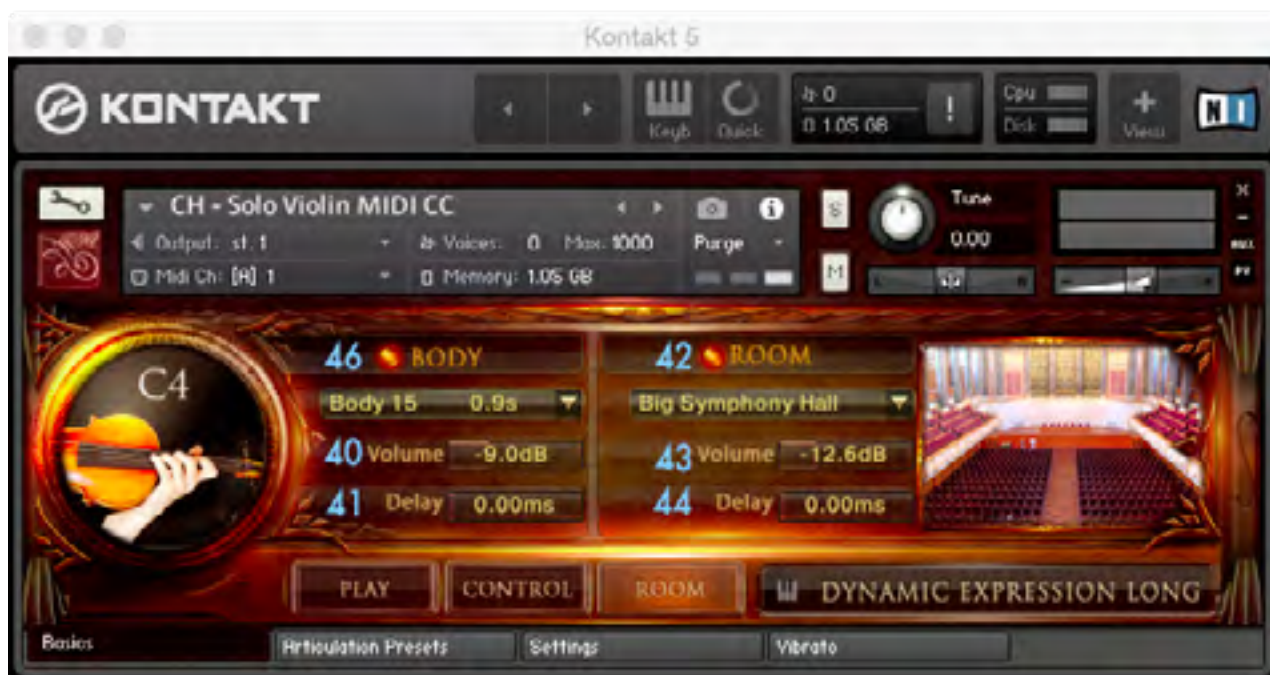 Kontakt 5
KONTAKT
Keyb
Quick
0
1.05 GB
!
Cpu
Disk
View
N I
CH - Solo Violin MIDI CC
i
S
Tune
Output: st. 1
Voices: 0 Max: 1000
Purge
0.00
Midi Ch: [A] 1
Memory: 1.05 GB
M
L
R
AUX
PV
C4
46 BODY
42 ROOM
Body 15 0.9s
Big Symphony Hall
40 Volume -9.0dB
43 Volume -12.6dB
41 Delay 0.00ms
44 Delay 0.00ms
PLAY
CONTROL
ROOM
DYNAMIC EXPRESSION LONG
Basics
Articulation Presets
Settings
Vibrato